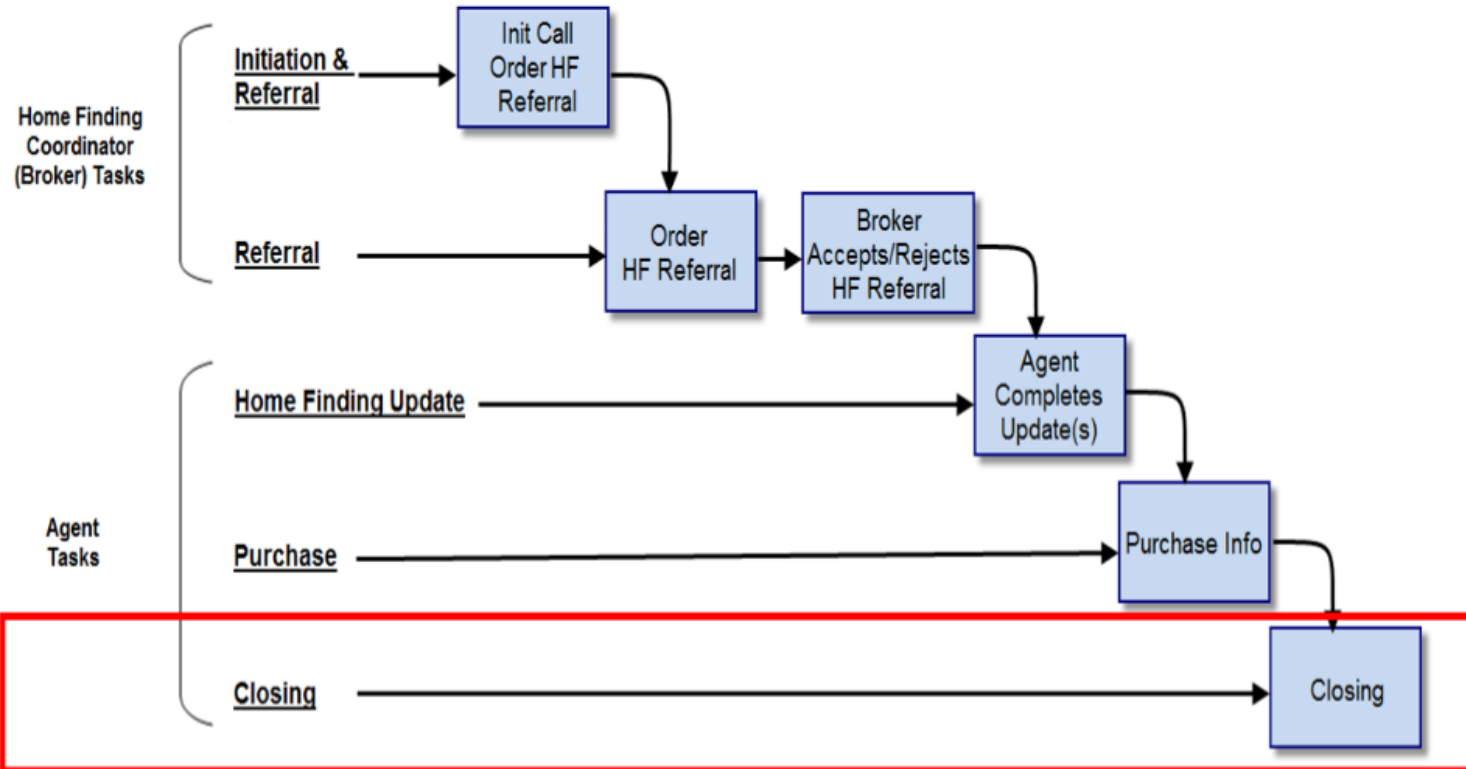 Home Finding
Coordinator
(Broker) Tasks
Initiation &
Referral
Init Call
Order HF
Referral
Referral
Order
HF Referral
Broker
Accepts/Rejects
HF Referral
Home Finding Update
Agent
Completes
Update(s)
Agent
Tasks
Purchase
Purchase Info
Closing
Closing